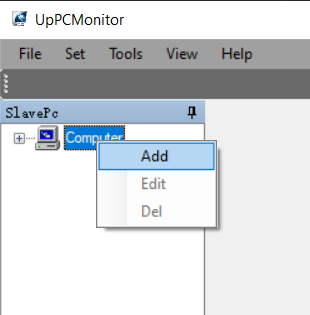 UpPCMonitor
File Set Tools View Help
SlavePc
Computer
Add
Edit
Del